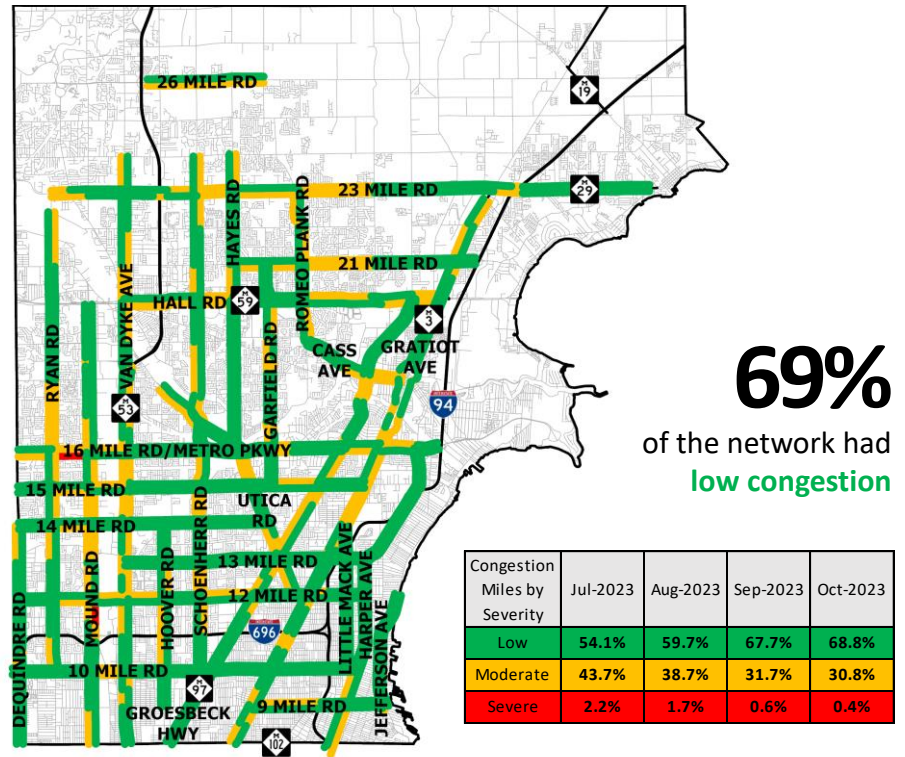 M
19
26 MILE RD
23 MILE RD
M
29
HAYES RD
ROMEO PLANK RD
21 MILE RD
VAN DYKE AVE
HALL RD
M
59
M
3
RYAN RD
GARFIELD RD
CASS
AVE
GRATIOT
AVE
M
53
INTERSTATE
94
16 MILE RD/METRO PKWY
15 MILE RD
UTICA
RD
14 MILE RD
SCHOENHERR RD
13 MILE RD
MOUND RD
HOOVER RD
12 MILE RD
LITTLE MACK AVE
HARPER AVE
DEQUINDRE RD
INTERSTATE
696
JEFFERSON AVE
10 MILE RD
M
97
GROESBECK
HWY
9 MILE RD
M
102
69%
of the network had
low congestion
Congestion
Miles by
Severity
Jul-2023 Aug-2023 Sep-2023 Oct-2023
Low 54.1% 59.7% 67.7% 68.8%
Moderate 43.7% 38.7% 31.7% 30.8%
Severe 2.2% 1.7% 0.6% 0.4%